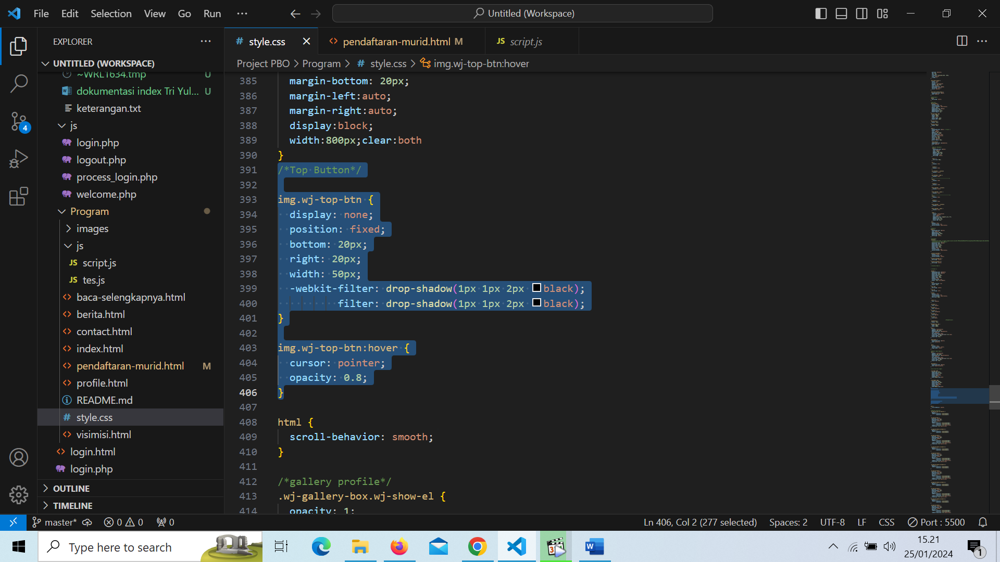 File Edit Selection View Go Run ···
Untitled (Workspace)
EXPLORER
UNTITLED (WORKSPACE)
~WRL1634.tmp U
dokumentasi index Tri Yul... U
keterangan.txt
js
login.php
logout.php
process_login.php
welcome.php
Program
images
js
JS script.js
JS tes.js
baca-selengkapnya.html
berita.html
contact.html
index.html
pendaftaran-murid.html M
profile.html
README.md
# style.css
visimisi.html
login.html
login.php
OUTLINE
TIMELINE
4
# style.css
pendaftaran-murid.html M
JS script.js
Project PBO > Program > # style.css > img.wj-top-btn:hover
385 margin-bottom: 20px;
386 margin-left:auto;
387 margin-right:auto;
388 display:block;
389 width:800px;clear:both
390 }
391 /*Top Button*/
392
393 img.wj-top-btn {
394 display: none;
395 position: fixed;
396 bottom: 20px;
397 right: 20px;
398 width: 50px;
399 -webkit-filter: drop-shadow(1px 1px 2px black);
400 filter: drop-shadow(1px 1px 2px black);
401 }
402
403 img.wj-top-btn:hover {
404 cursor: pointer;
405 opacity: 0.8;
406 }
407
408 html {
409 scroll-behavior: smooth;
410 }
411
412 /*gallery profile*/
413 .wj-gallery-box.wj-show-el {
414 opacity: 1;
master* 0 0 0
Ln 406, Col 2 (277 selected) Spaces: 2 UTF-8 LF CSS Port : 5500
Type here to search
15.21
25/01/2024
1